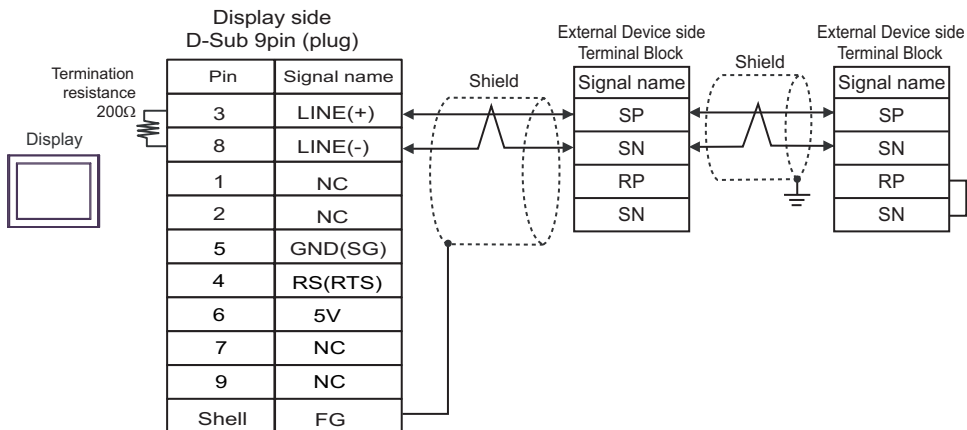 Display side
D-Sub 9pin (plug)
External Device side
Terminal Block
External Device side
Terminal Block
Termination
resistance
200Ω
Display
Shield
Shield
Pin Signal name
3 LINE(+)
8 LINE(-)
1 NC
2 NC
5 GND(SG)
4 RS(RTS)
6 5V
7 NC
9 NC
Shell FG
Signal name
SP
SN
RP
SN
Signal name
SP
SN
RP
SN